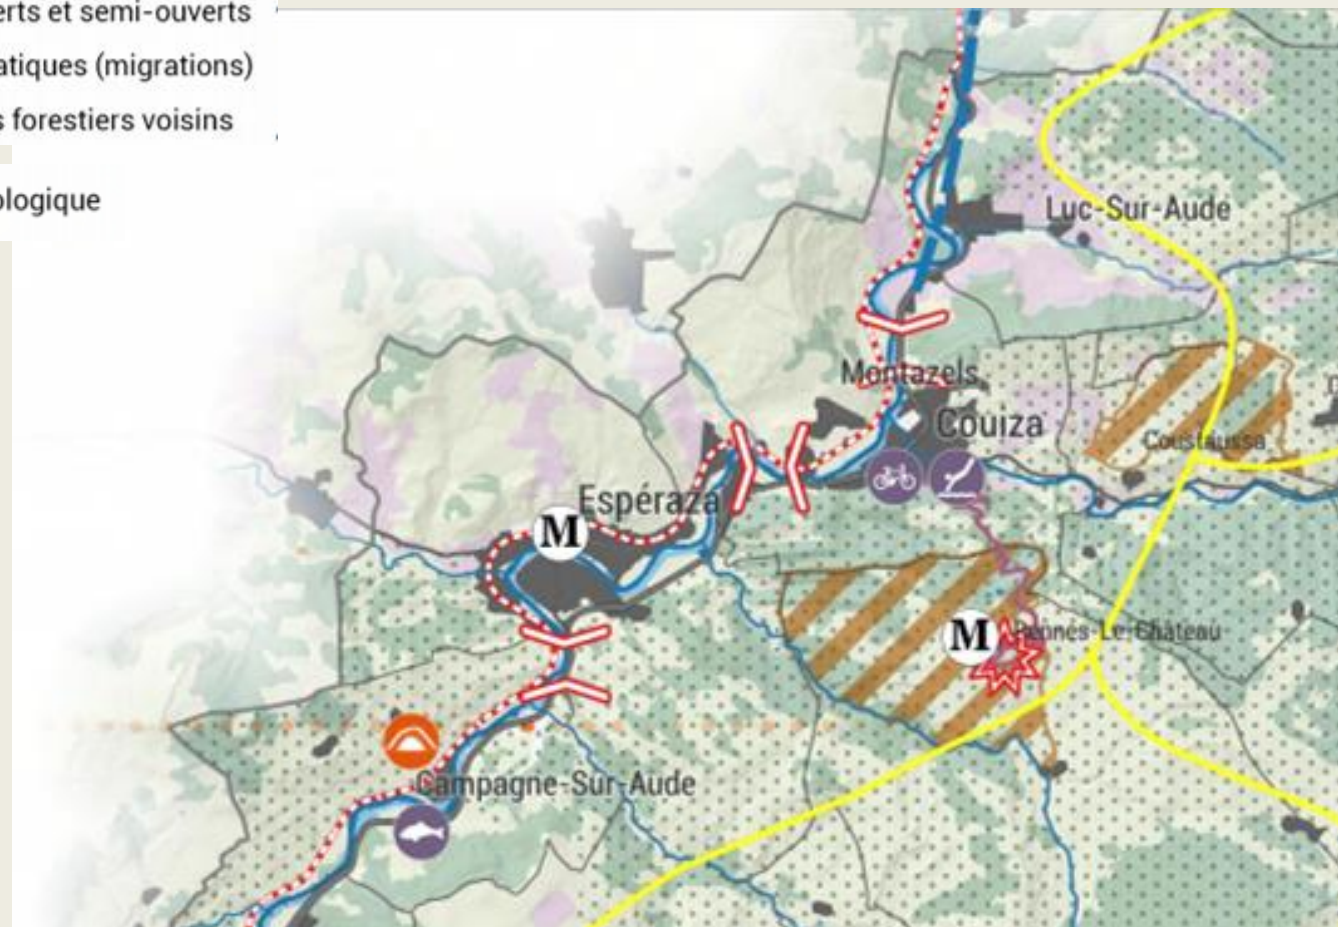 erts et semi-ouverts
atiques (migrations)
s forestiers voisins
ologique
Luc-Sur-Aude
Montazels
Couiza
Coustaussa
Espéraza
M
M
Rennes-Le-Château
Campagne-Sur-Aude